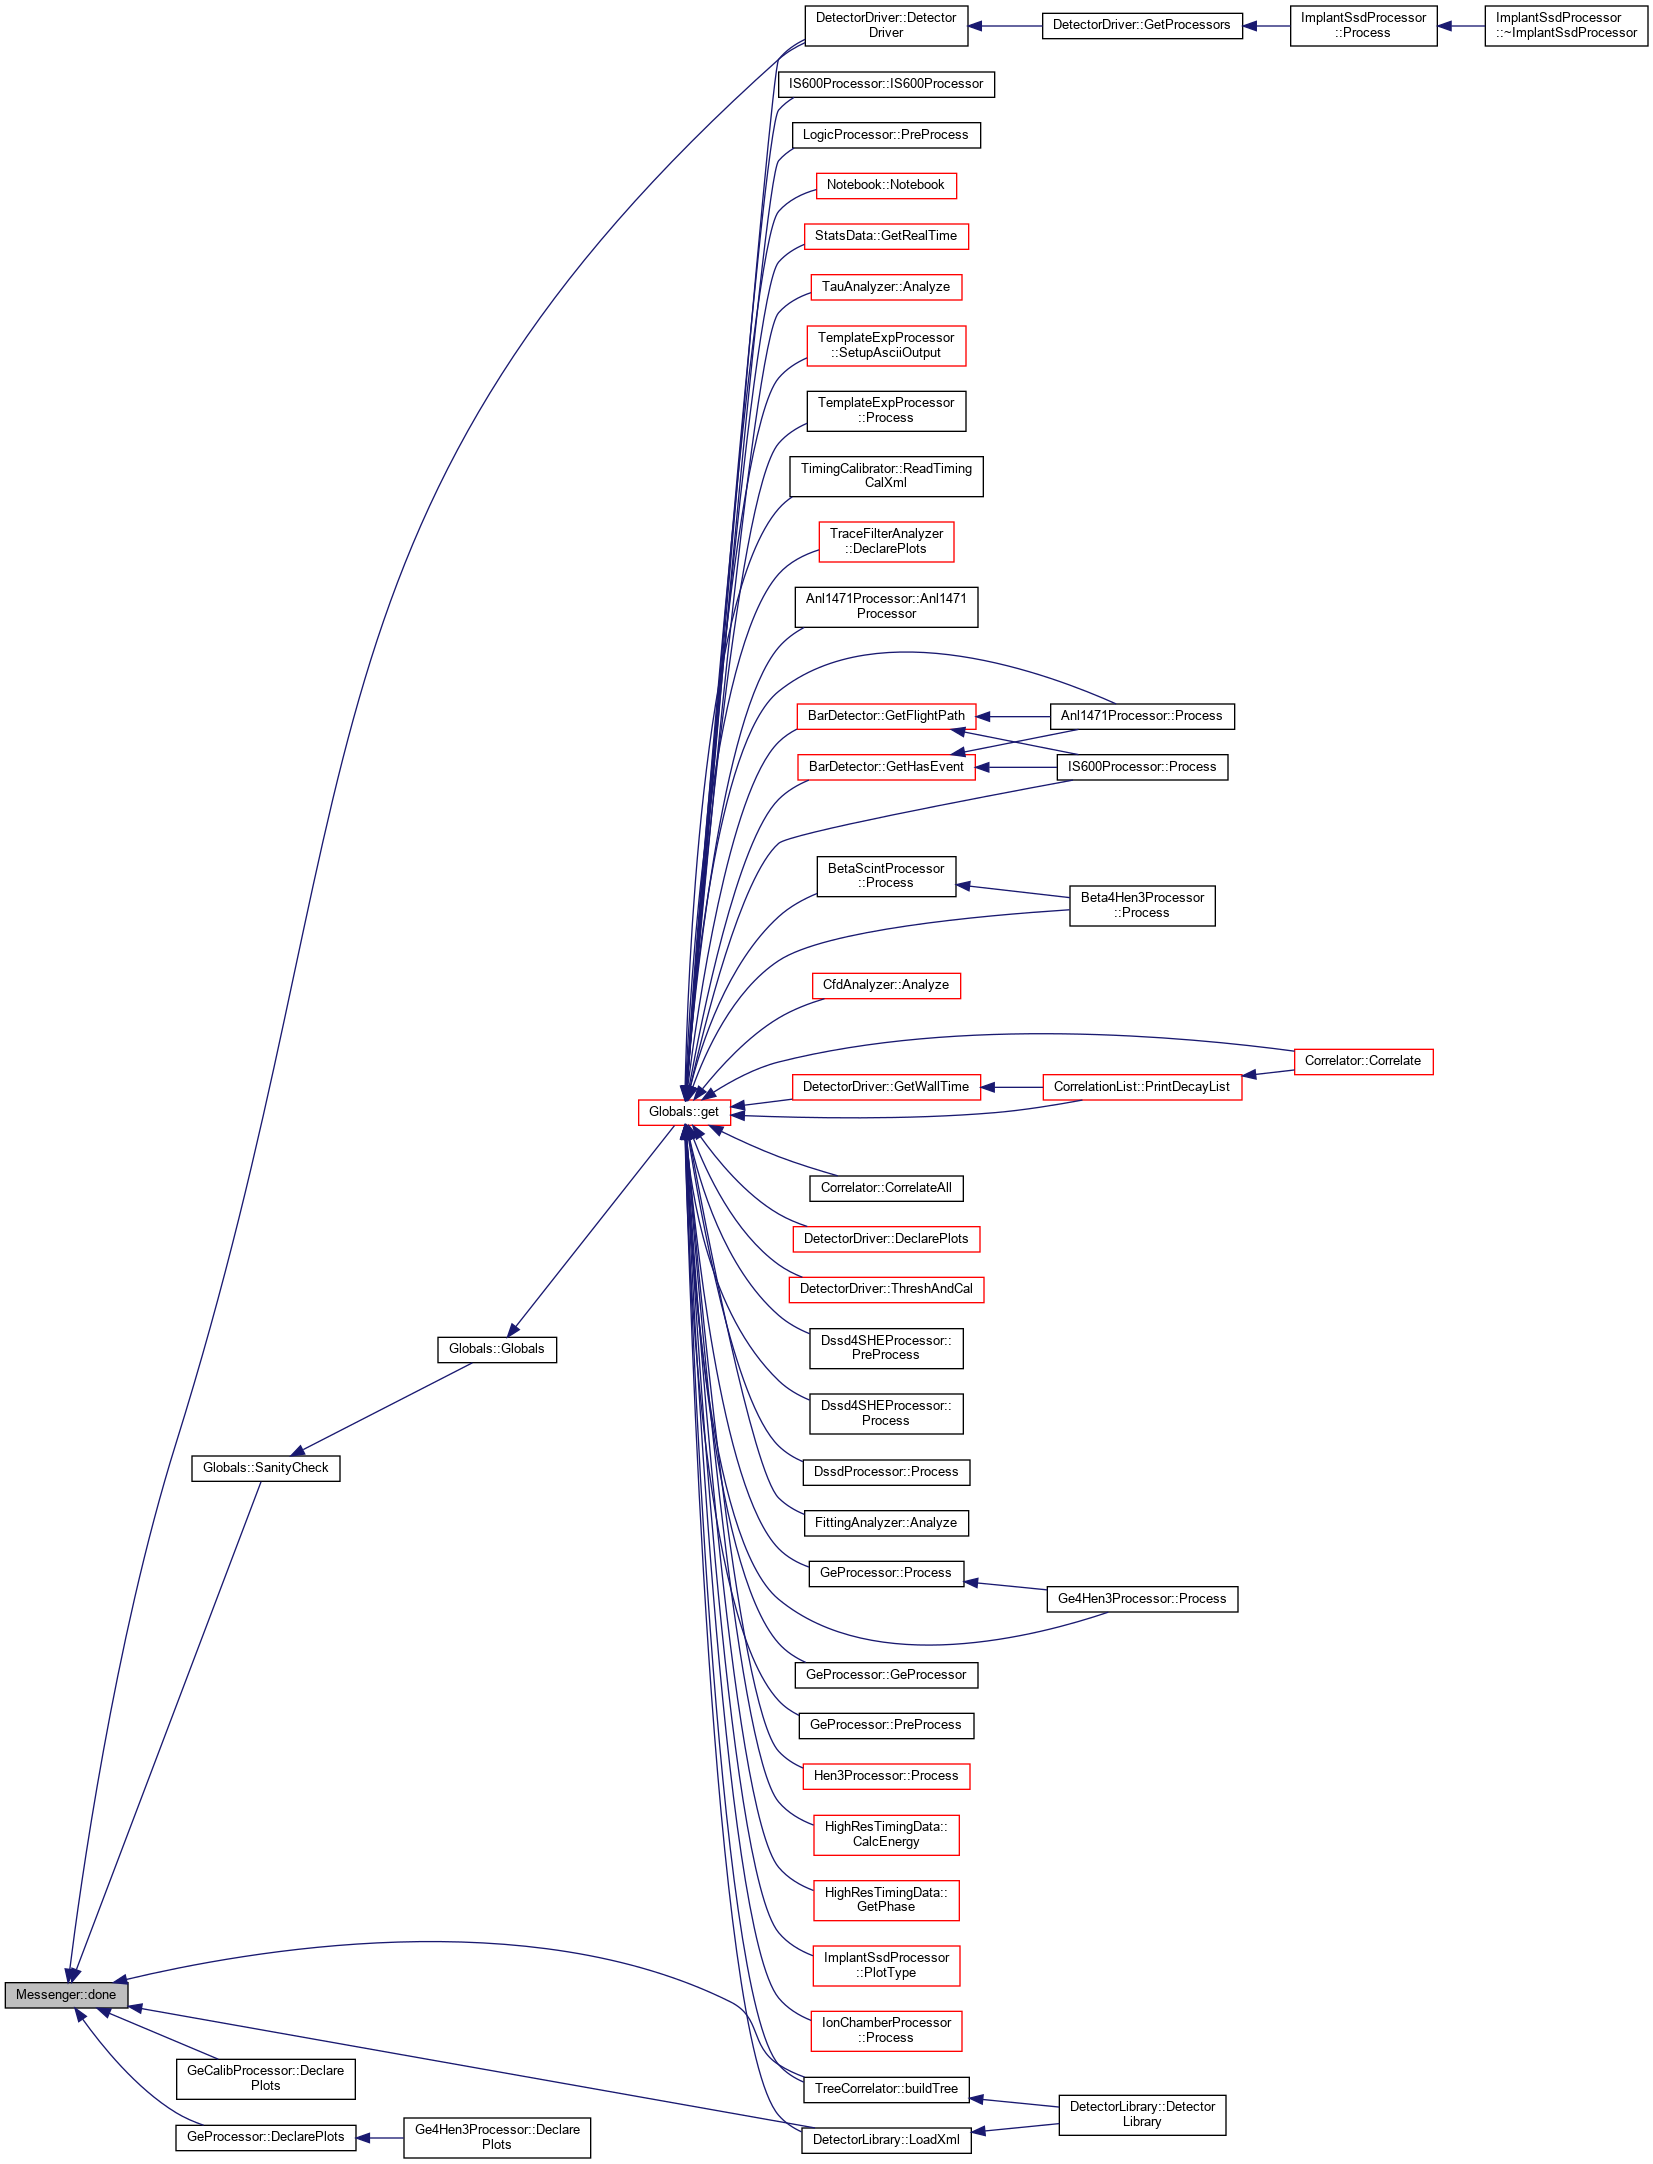 DetectorDriver::Detector
Driver
DetectorDriver::GetProcessors
ImplantSsdProcessor
::Process
ImplantSsdProcessor
::~ImplantSsdProcessor
IS600Processor::IS600Processor
LogicProcessor::PreProcess
Notebook::Notebook
StatsData::GetRealTime
TauAnalyzer::Analyze
TemplateExpProcessor
::SetupAsciiOutput
TemplateExpProcessor
::Process
TimingCalibrator::ReadTiming
CalXml
TraceFilterAnalyzer
::DeclarePlots
Anl1471Processor::Anl1471
Processor
BarDetector::GetFlightPath
Anl1471Processor::Process
BarDetector::GetHasEvent
IS600Processor::Process
BetaScintProcessor
::Process
Beta4Hen3Processor
::Process
CfdAnalyzer::Analyze
Correlator::Correlate
DetectorDriver::GetWallTime
CorrelationList::PrintDecayList
Globals::get
Correlator::CorrelateAll
DetectorDriver::DeclarePlots
DetectorDriver::ThreshAndCal
Dssd4SHEProcessor::
PreProcess
Globals::Globals
Dssd4SHEProcessor::
Process
Globals::SanityCheck
DssdProcessor::Process
FittingAnalyzer::Analyze
GeProcessor::Process
Ge4Hen3Processor::Process
GeProcessor::GeProcessor
GeProcessor::PreProcess
Hen3Processor::Process
HighResTimingData::
CalcEnergy
HighResTimingData::
GetPhase
ImplantSsdProcessor
::PlotType
Messenger::done
IonChamberProcessor
::Process
GeCalibProcessor::Declare
Plots
TreeCorrelator::buildTree
DetectorLibrary::Detector
Library
GeProcessor::DeclarePlots
Ge4Hen3Processor::Declare
Plots
DetectorLibrary::LoadXml